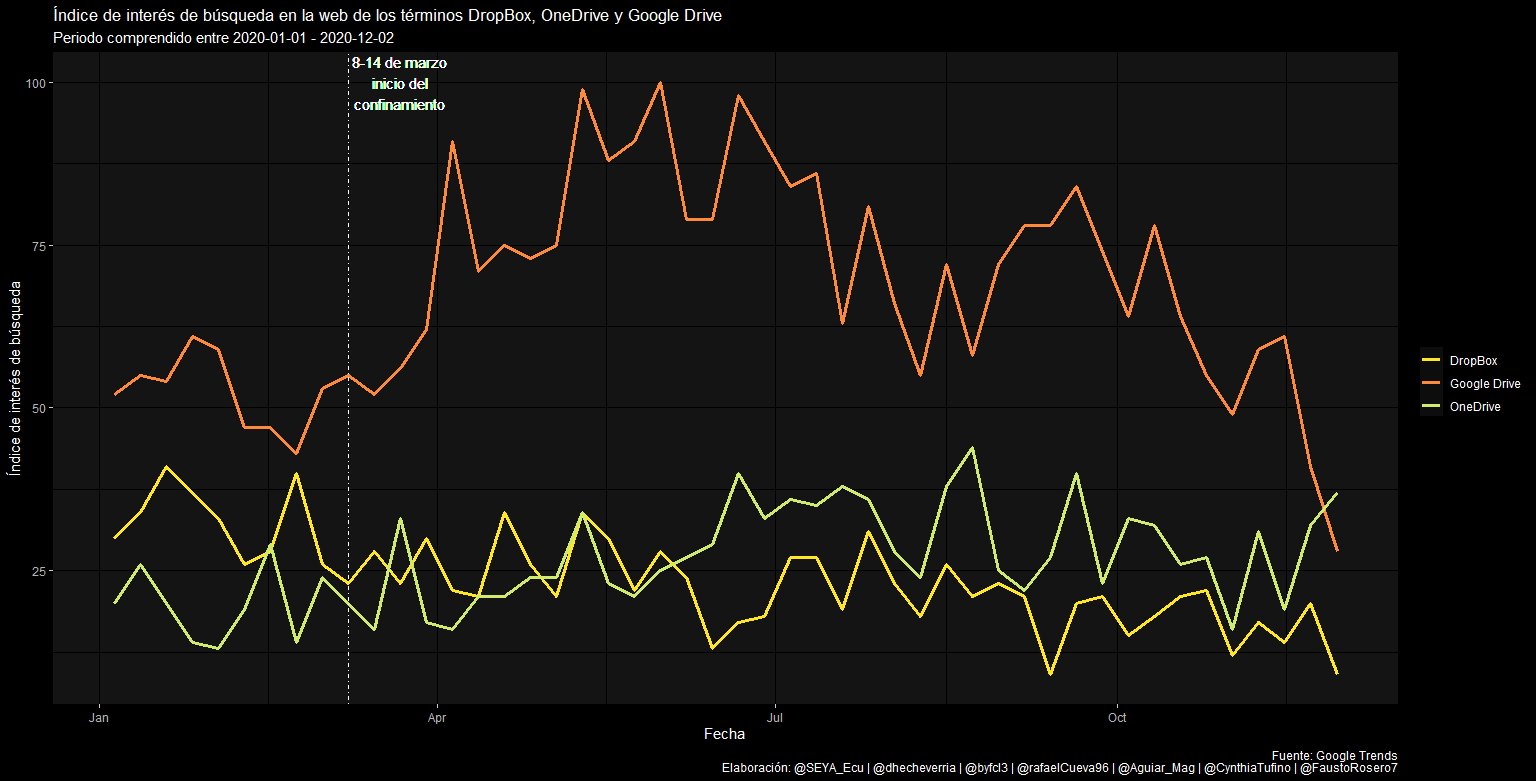 Índice de interés de búsqueda en la web de los términos DropBox, OneDrive y Google Drive
Periodo comprendido entre 2020-01-01 - 2020-12-02
8-14 de marzo
inicio del
confinamiento
100
75
50
25
Índice de interés de búsqueda
Jan
Apr
Jul
Oct
Fecha
DropBox
Google Drive
OneDrive
Fuente: Google Trends
Elaboración: @SEYA_Ecu | @dhecheverria | @byfcl3 | @rafaelCueva96 | @Aguiar_Mag | @CynthiaTufino | @FaustoRosero7